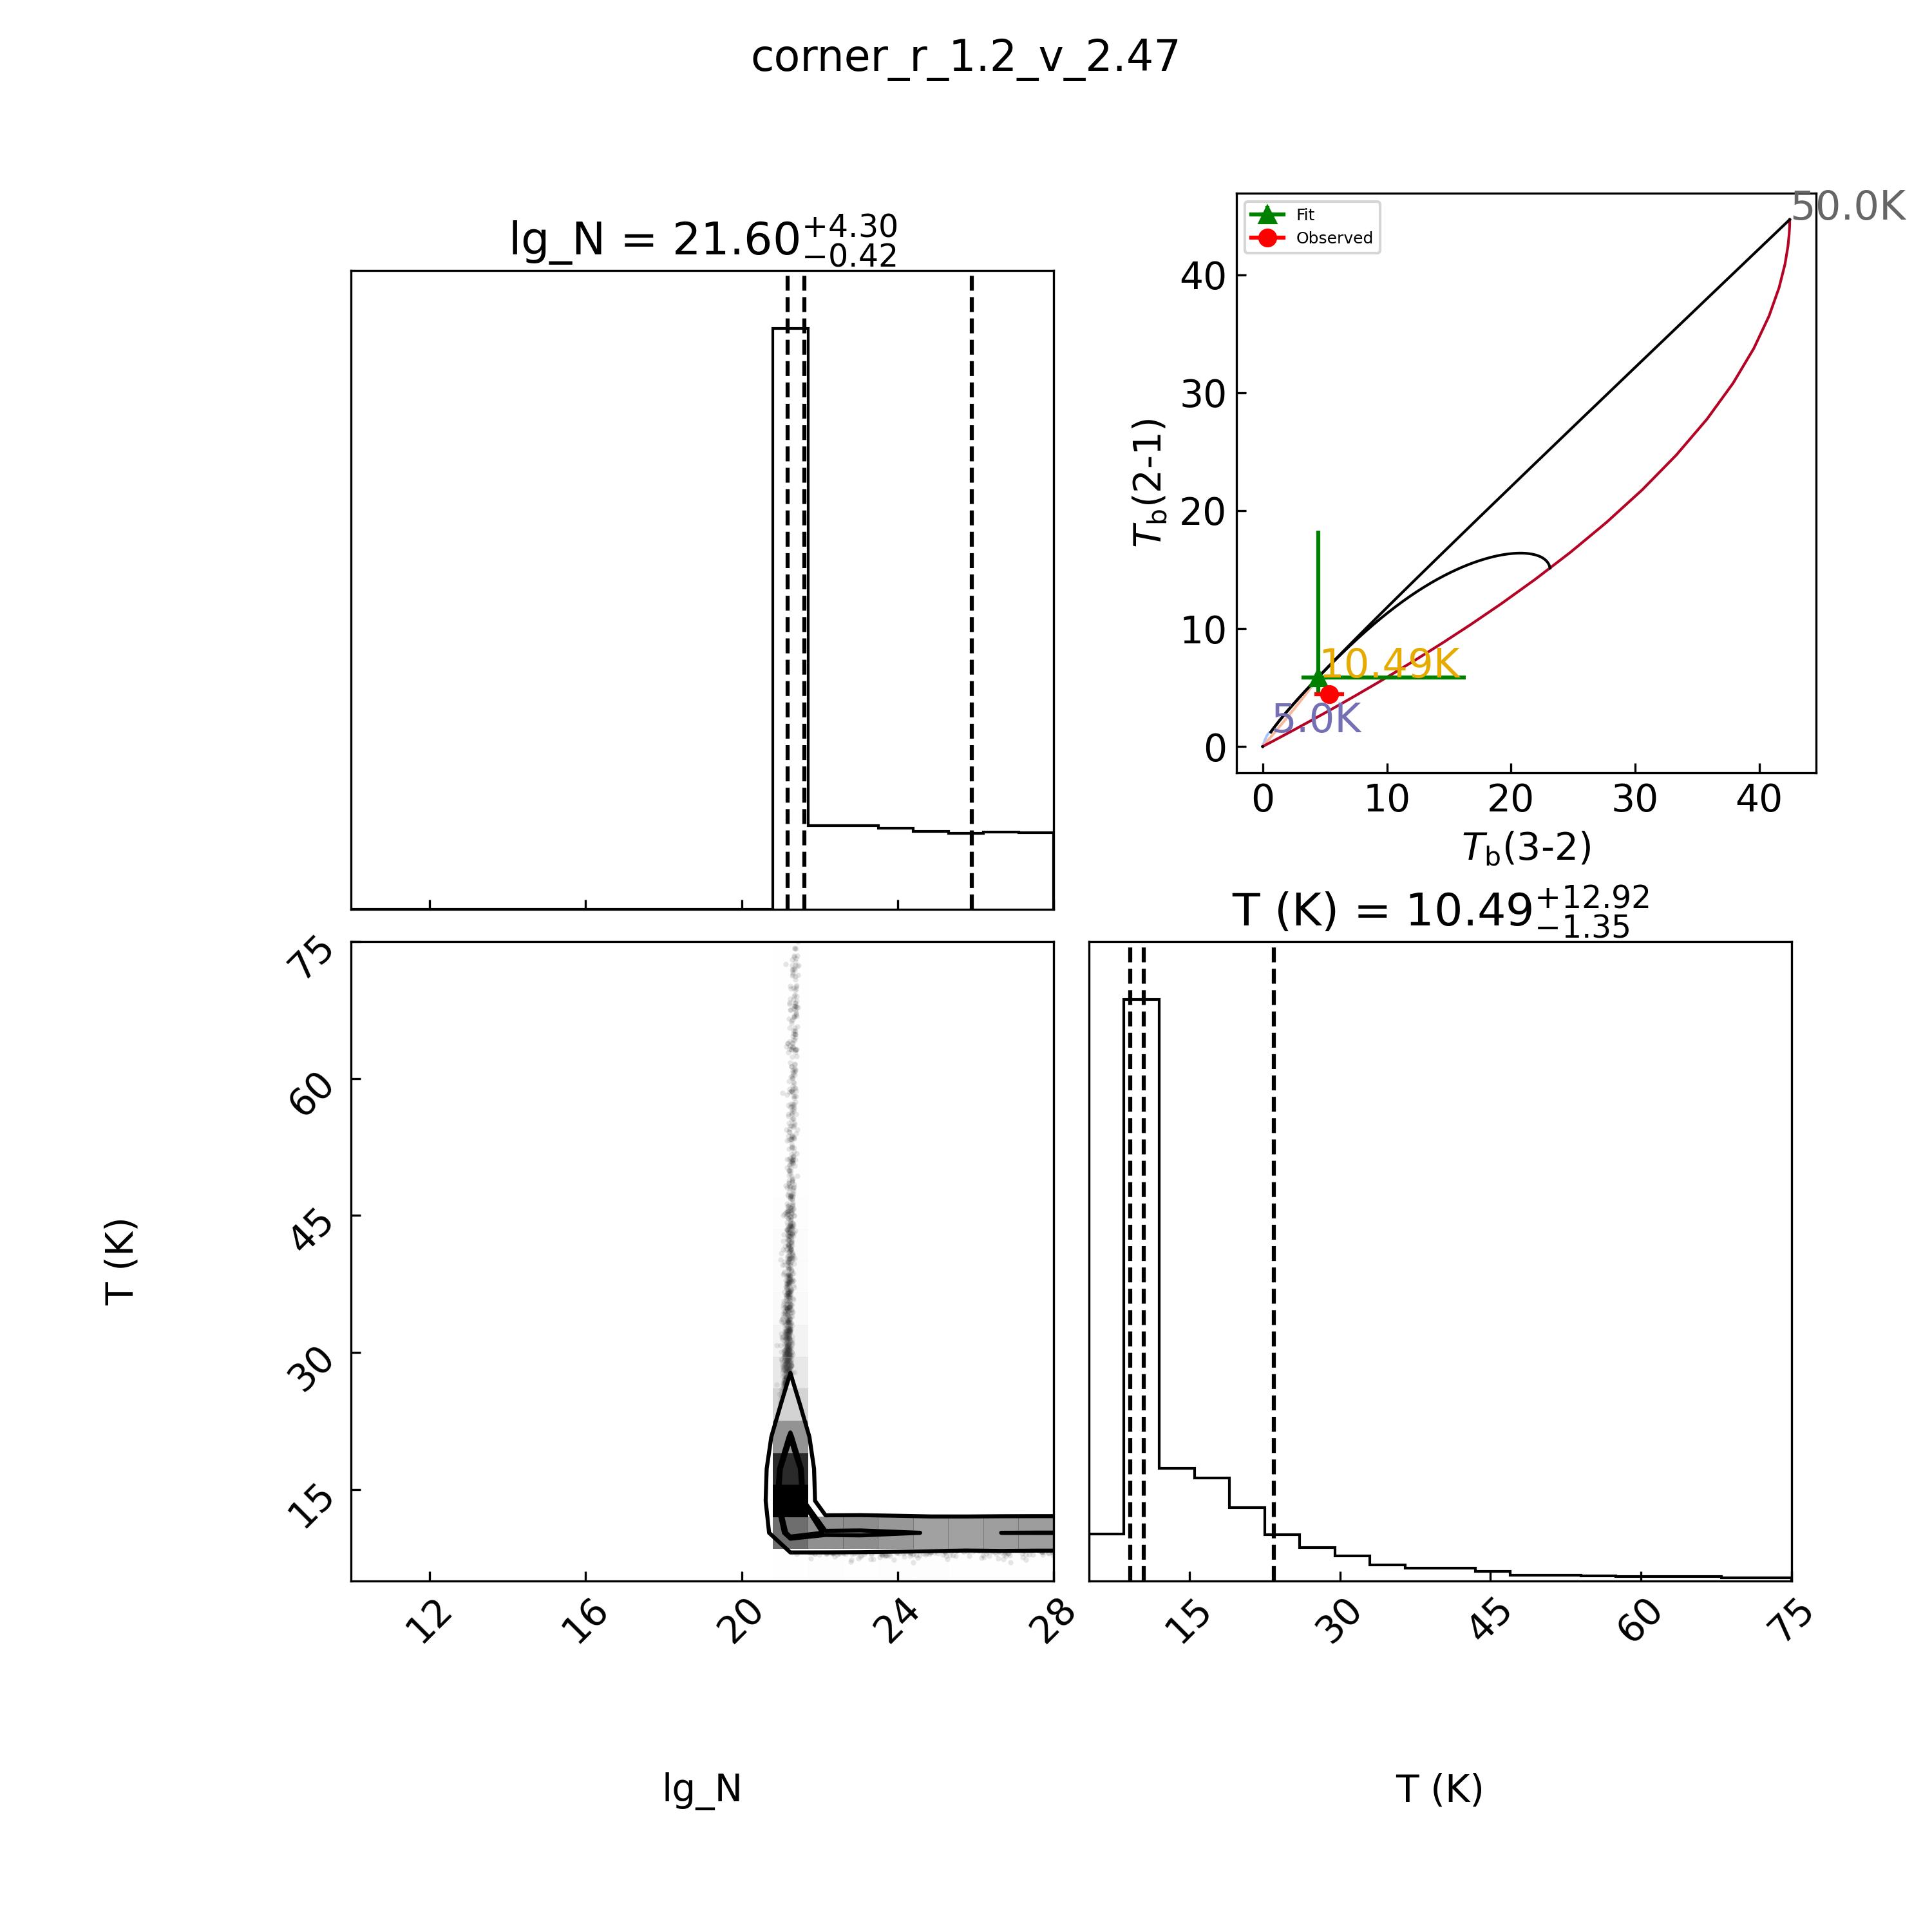 corner_r_1.2_v_2.47
lg_N = 21.60+4.30−0.42
50.0K
Fit
Observed
40
30
20
10
0
Tb(2-1)
10.49K
5.0K
0 10 20 30 40
Tb(3-2)
T (K) = 10.49+12.92−1.35
75
60
45
30
15
T (K)
12 16 20 24 28
15 30 45 60 75
lg_N
T (K)